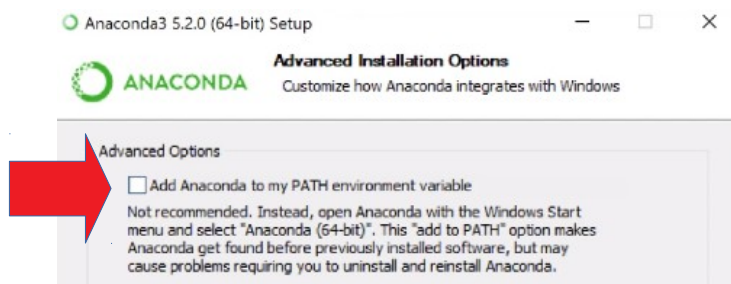 Anaconda3 5.2.0 (64-bit) Setup
ANACONDA
Advanced Installation Options
Customize how Anaconda integrates with Windows
Advanced Options
Add Anaconda to my PATH environment variable
Not recommended. Instead, open Anaconda with the Windows Start
menu and select "Anaconda (64-bit)". This "add to PATH" option makes
Anaconda get found before previously installed software, but may
cause problems requiring you to uninstall and reinstall Anaconda.